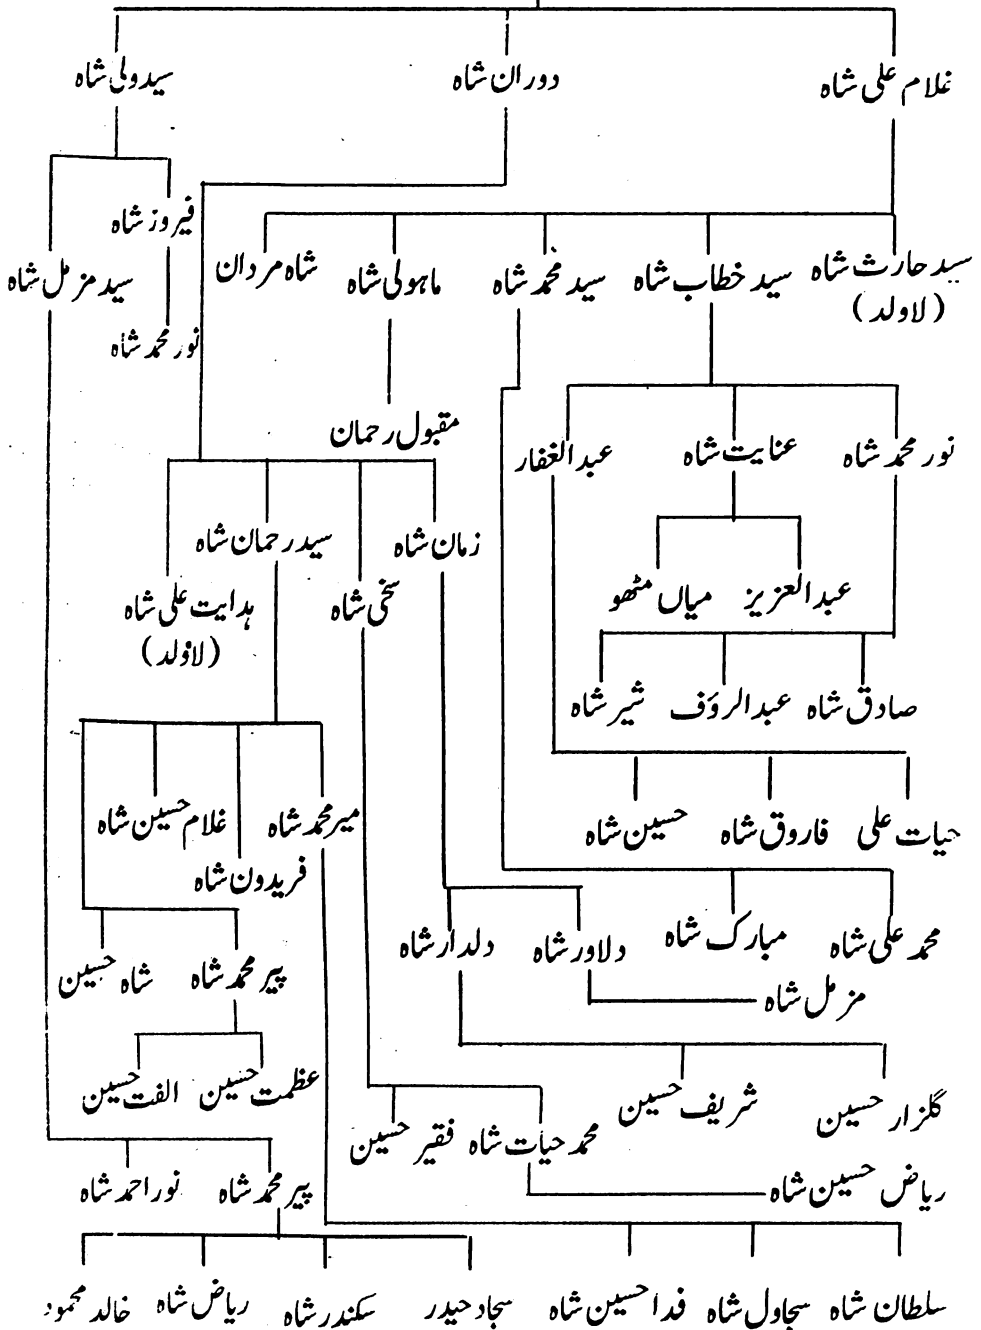 غلام علی شاہ
دوران شاہ
سیدولی شاہ
فیروز شاہ
سید حارث شاہ
(لاولد)
سید خطاب شاہ
سید محمد شاہ
ماہولی شاہ
شاہ مردان
سید مزمل شاہ
نور محمد شاہ
مقبول رحمان
نور محمد شاہ
عنایت شاہ
عبدالغفار
زمان شاہ
سید رحمان شاہ
سخی شاہ
ہدایت علی شاہ
(لاولد)
عبدالعزیز
میاں مٹھو
صادق شاہ
عبدالرؤف
شیر شاہ
میر محمد شاہ
غلام حسین شاہ
فریدون شاہ
حیات علی
فاروق شاہ
حسین شاہ
محمد علی شاہ
مبارک شاہ
دلاور شاہ
دلدار شاہ
پیر محمد شاہ
شاہ حسین
مزمل شاہ
عظمت حسین
الفت حسین
گلزار حسین
شریف حسین
محمد حیات شاہ
فقیر حسین
پیر محمد شاہ
نور احمد شاہ
ریاض حسین شاہ
سلطان شاہ
سجاول شاہ
فدا حسین شاہ
سجاد حیدر
سکندر شاہ
ریاض شاہ
خالد محمود